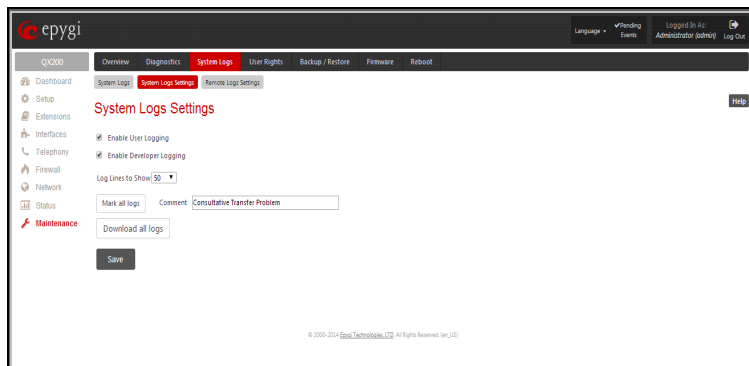 epygi
Language
Pending Events
Logged In As:
Administrator (admin)
Log Out
QX200
Overview
Diagnostics
System Logs
User Rights
Backup / Restore
Firmware
Reboot
Dashboard
Setup
Extensions
Interfaces
Telephony
Firewall
Network
Status
Maintenance
System Logs
System Logs Settings
Remote Logs Settings
Help
System Logs Settings
Enable User Logging
Enable Developer Logging
Log Lines to Show 50
Mark all logs
Comment
Consultative Transfer Problem
Download all logs
Save
© 2000-2014 Epygi Technologies, LTD. All Rights Reserved. (en_US)